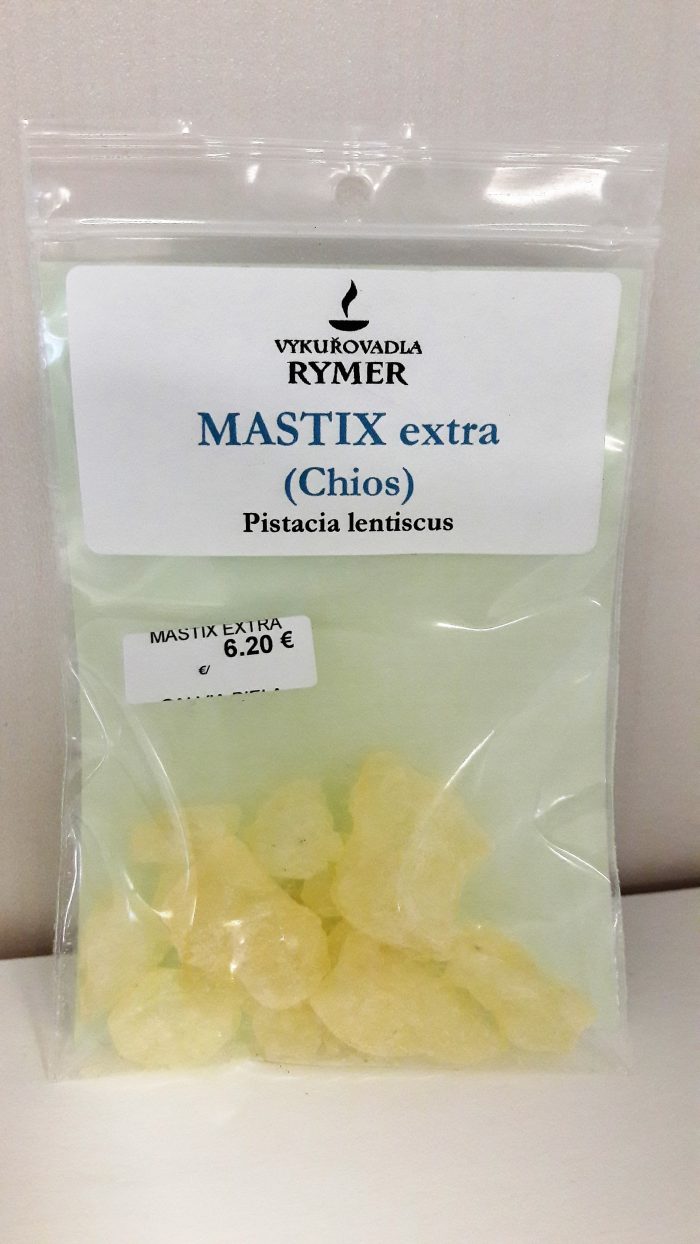 VYKUŘOVADLA
RYMER
MASTIX extra
(Chios)
Pistacia lentiscus
MASTIX EXTRA
6.20 €
€/